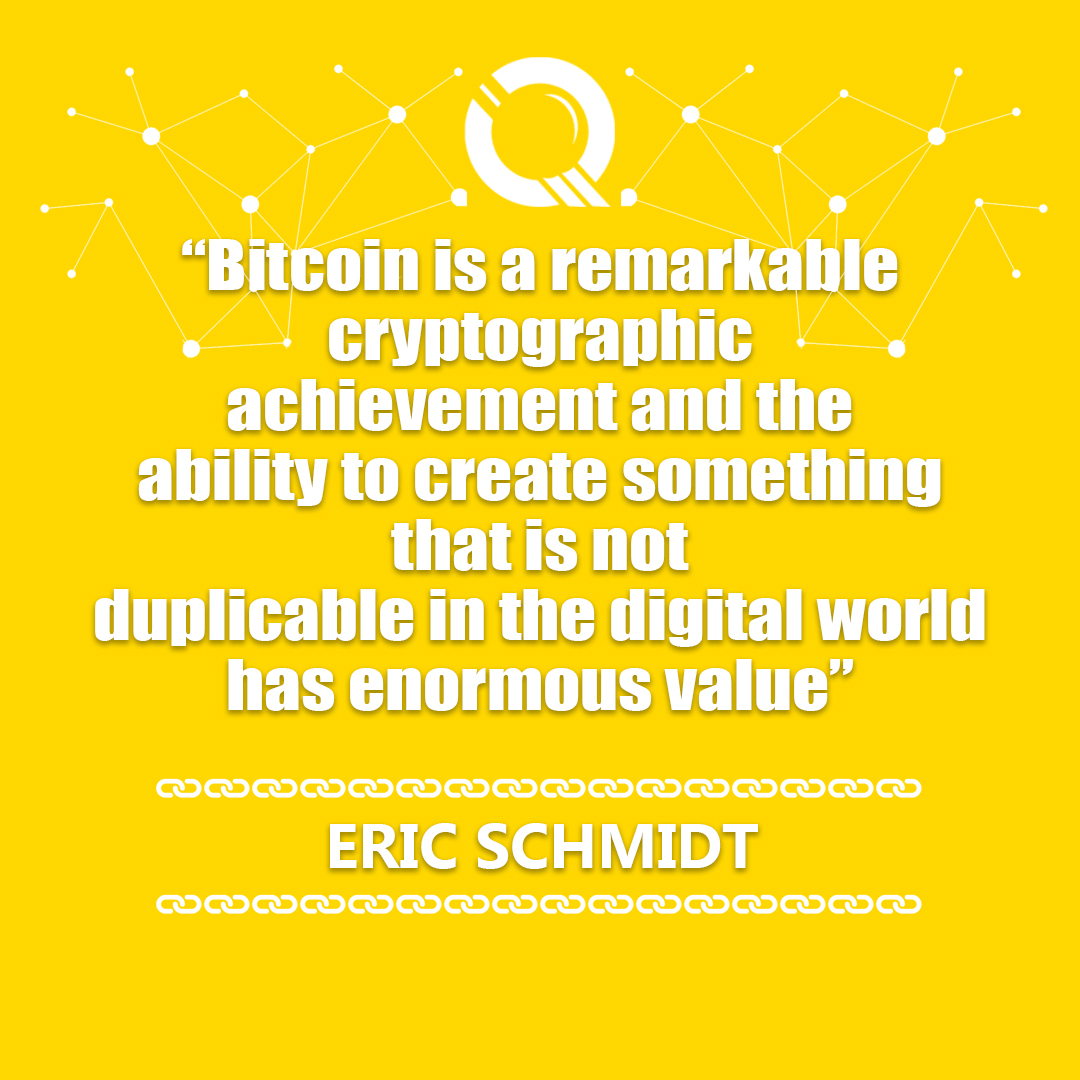 “Bitcoin is a remarkable
cryptographic
achievement and the
ability to create something
that is not
duplicable in the digital world
has enormous value”
ERIC SCHMIDT